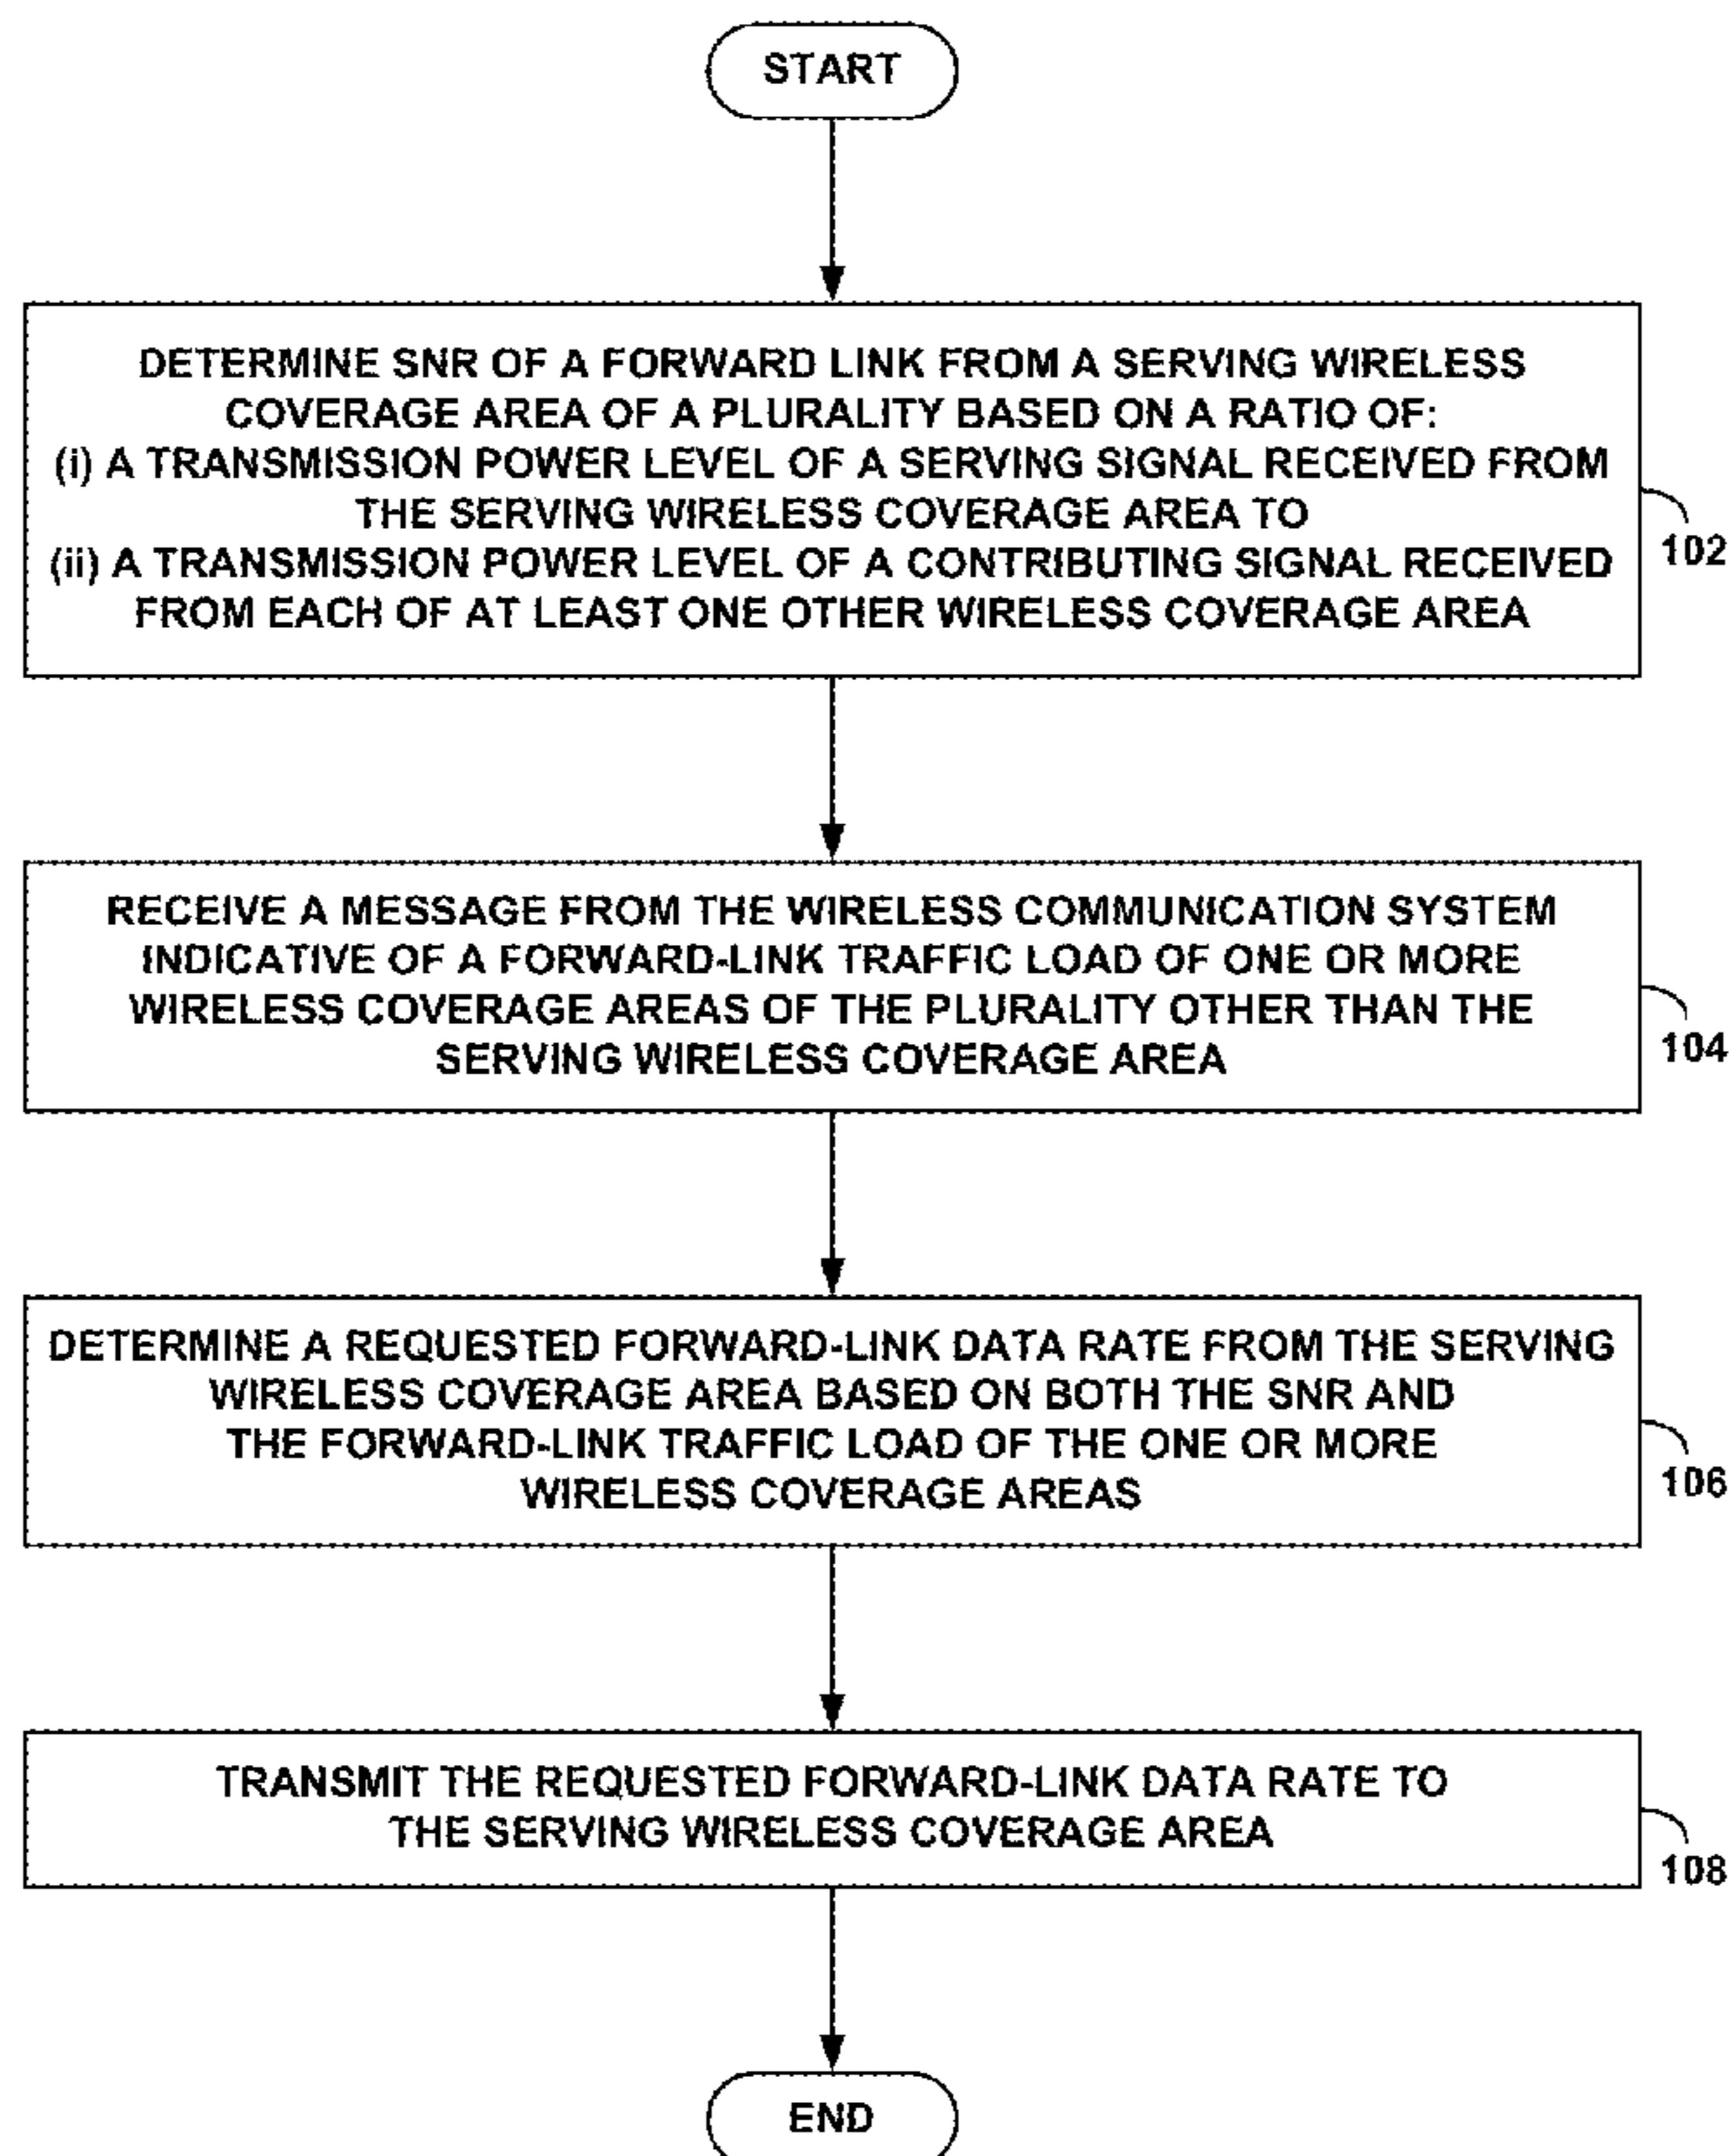 START
DETERMINE SNR OF A FORWARD LINK FROM A SERVING WIRELESS
COVERAGE AREA OF A PLURALITY BASED ON A RATIO OF:
(i) A TRANSMISSION POWER LEVEL OF A SERVING SIGNAL RECEIVED FROM
THE SERVING WIRELESS COVERAGE AREA TO
(ii) A TRANSMISSION POWER LEVEL OF A CONTRIBUTING SIGNAL RECEIVED
FROM EACH OF AT LEAST ONE OTHER WIRELESS COVERAGE AREA
102
RECEIVE A MESSAGE FROM THE WIRELESS COMMUNICATION SYSTEM
INDICATIVE OF A FORWARD-LINK TRAFFIC LOAD OF ONE OR MORE
WIRELESS COVERAGE AREAS OF THE PLURALITY OTHER THAN THE
SERVING WIRELESS COVERAGE AREA
104
DETERMINE A REQUESTED FORWARD-LINK DATA RATE FROM THE SERVING
WIRELESS COVERAGE AREA BASED ON BOTH THE SNR AND
THE FORWARD-LINK TRAFFIC LOAD OF THE ONE OR MORE
WIRELESS COVERAGE AREAS
106
TRANSMIT THE REQUESTED FORWARD-LINK DATA RATE TO
THE SERVING WIRELESS COVERAGE AREA
108
END